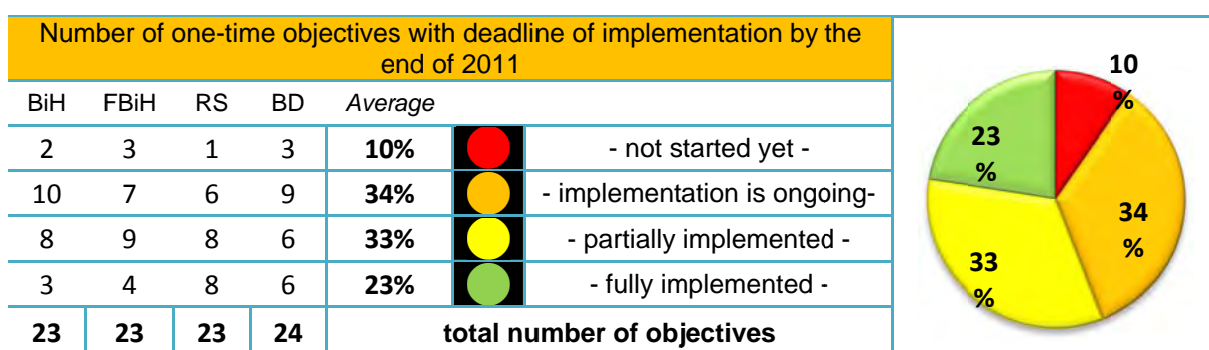 Number of one-time objectives with deadline of implementation by the
end of 2011
BiH FBiH RS BD Average
2 3 1 3 10% - not started yet -
10 7 6 9 34% - implementation is ongoing-
8 9 8 6 33% - partially implemented -
3 4 8 6 23% - fully implemented -
23 23 23 24 total number of objectives
10
%
34
%
33
%
23
%